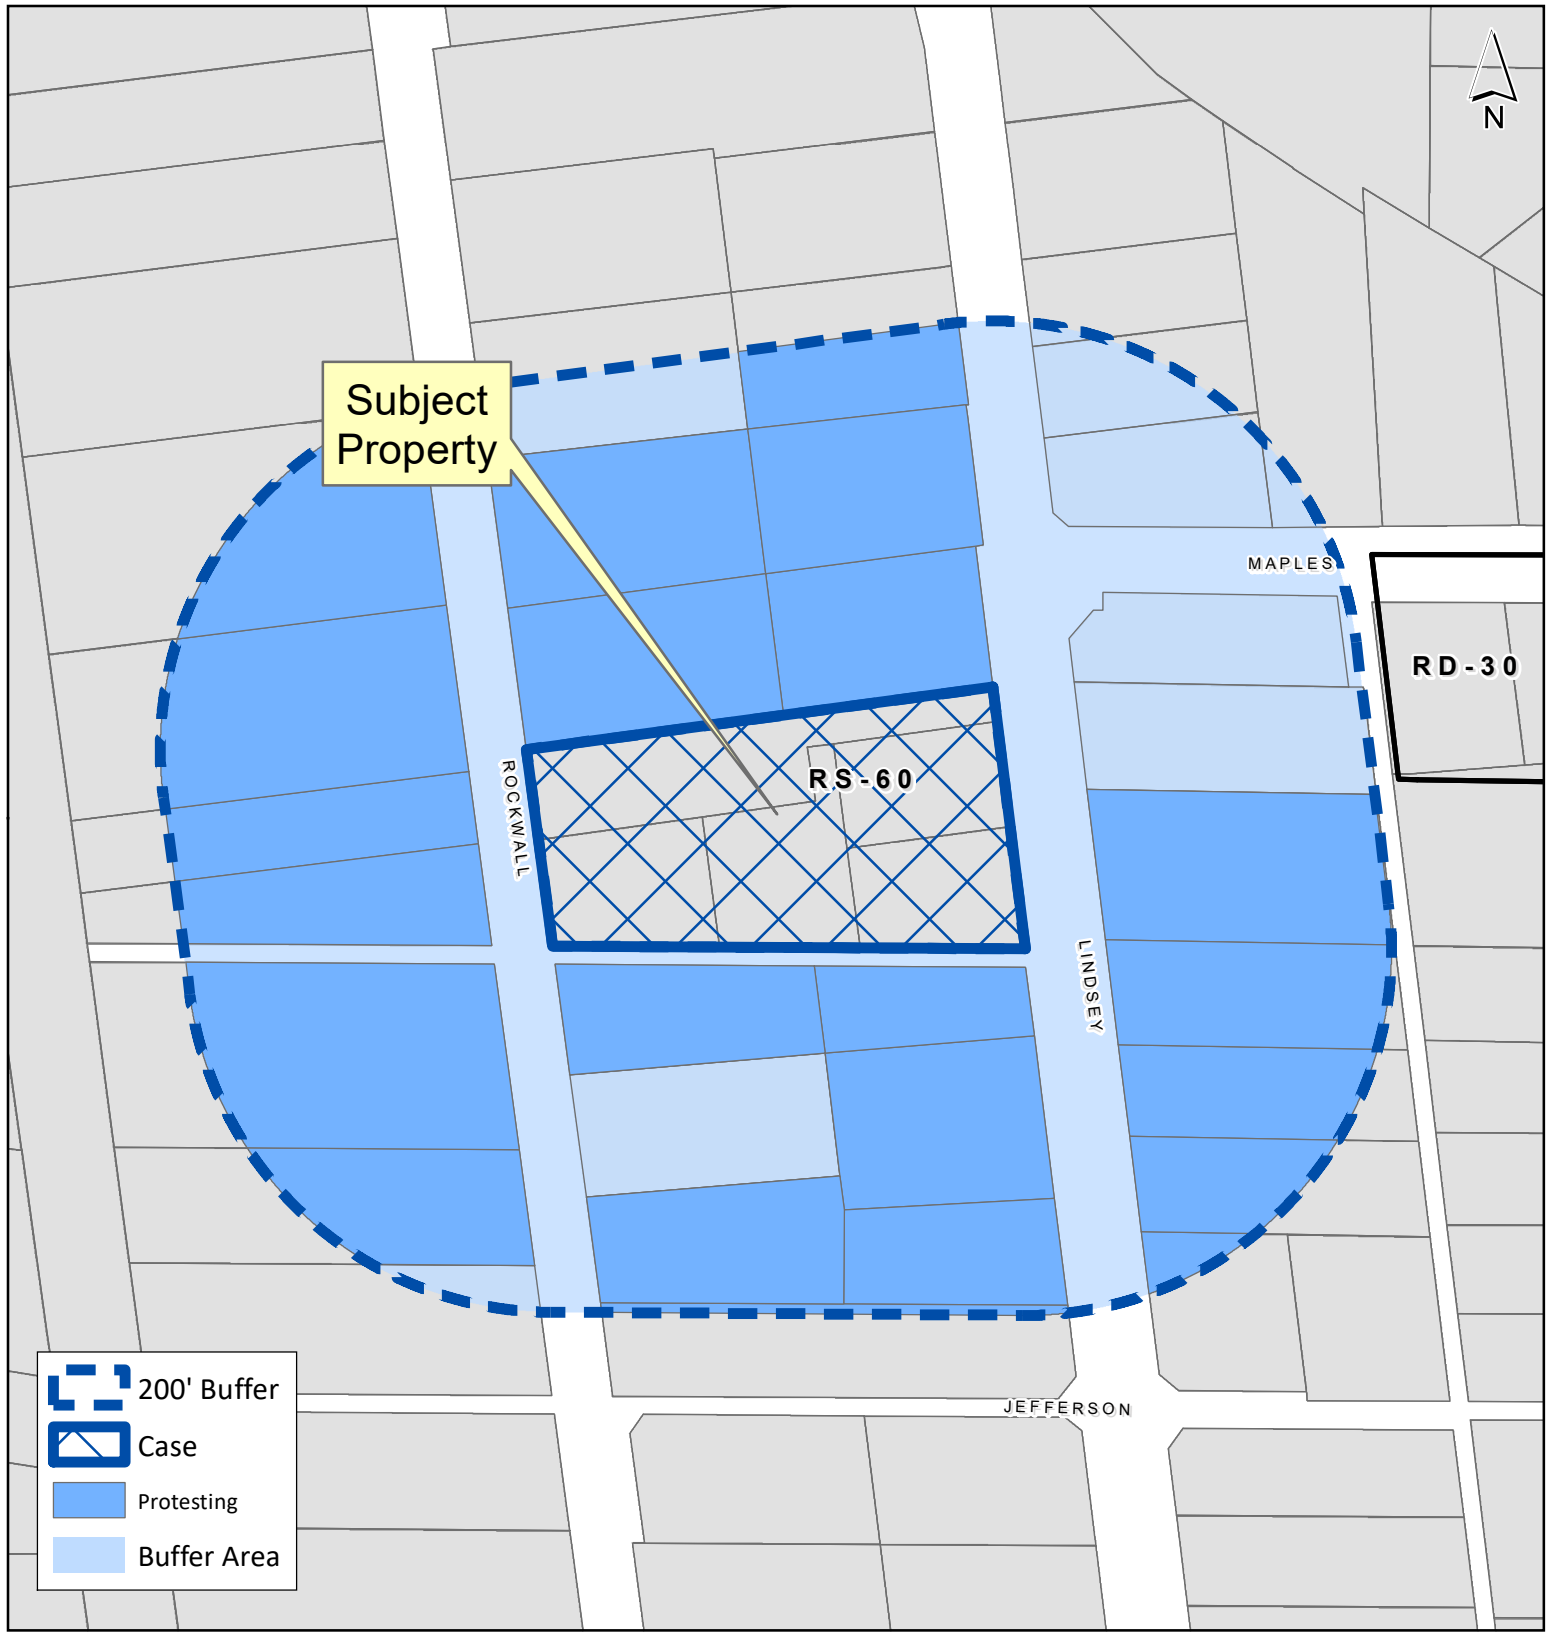 N
Subject
Property
MAPLES
RD-30
RS-60
ROCKWALL
LINDSEY
JEFFERSON
200' Buffer
Case
Protesting
Buffer Area